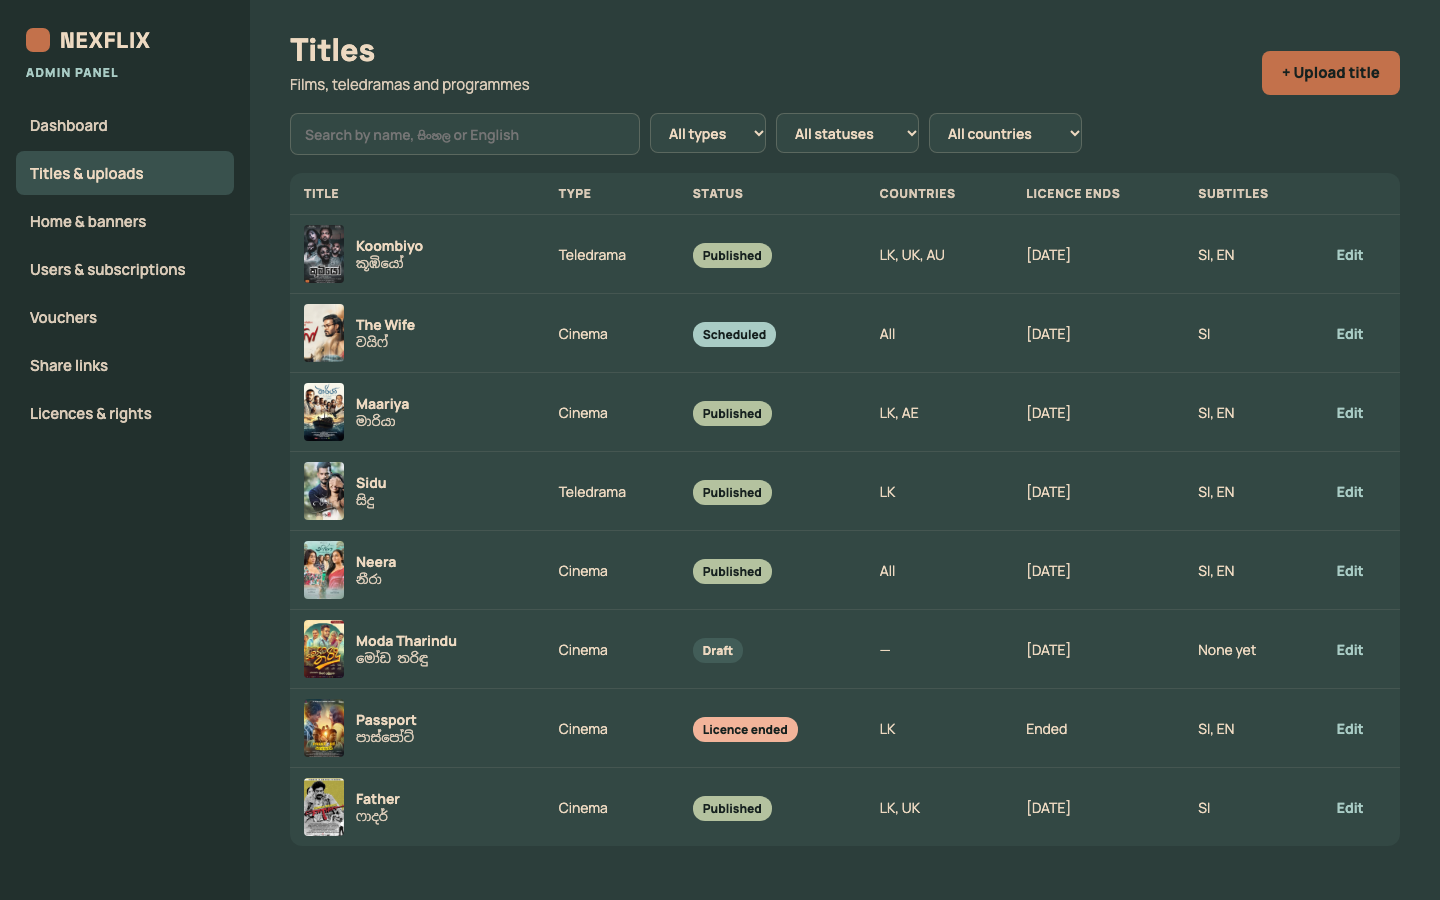 NEXFLIX
ADMIN PANEL
Dashboard
Titles & uploads
Home & banners
Users & subscriptions
Vouchers
Share links
Licences & rights
Titles
Films, teledramas and programmes
+ Upload title
Search by name, සිංහල or English
All types
All statuses
All countries
TITLE TYPE STATUS COUNTRIES LICENCE ENDS SUBTITLES
Koombiyo
කූඹියෝ
Teledrama Published LK, UK, AU [DATE] SI, EN Edit
The Wife
වයිෆ්
Cinema Scheduled All [DATE] SI Edit
Maariya
මාරියා
Cinema Published LK, AE [DATE] SI, EN Edit
Sidu
සිදු
Teledrama Published LK [DATE] SI, EN Edit
Neera
නීරා
Cinema Published All [DATE] SI, EN Edit
Moda Tharindu
මෝඩ තරිඳු
Cinema Draft — [DATE] None yet Edit
Passport
පාස්පෝට්
Cinema Licence ended LK Ended SI, EN Edit
Father
ෆාදර්
Cinema Published LK, UK [DATE] SI Edit